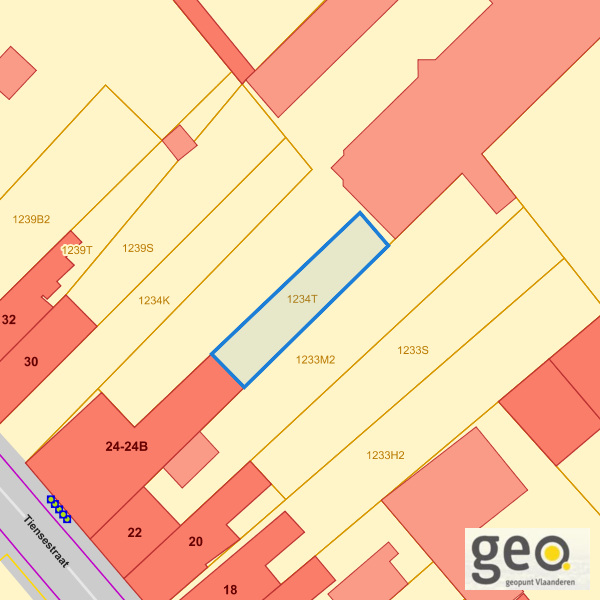 1239B2
1239T
1239S
1234K
1234T
1233M2
1233S
1233H2
32
30
24-24B
22
20
18
Tiensestraat
geo.
geopunt Vlaanderen